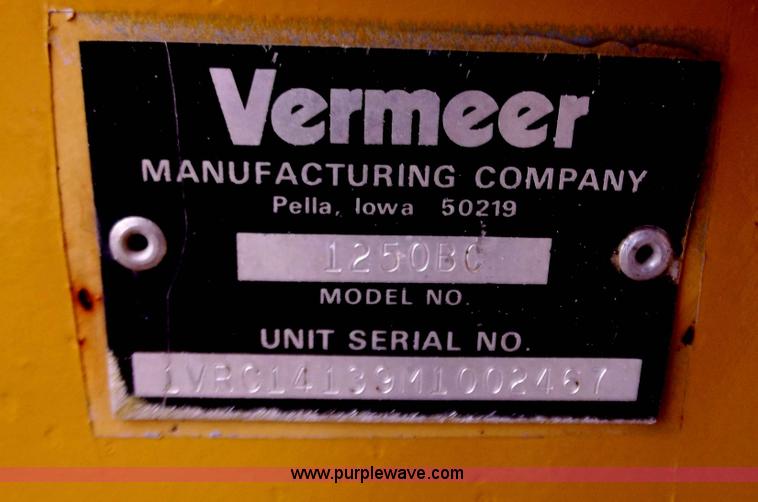 Vermeer
MANUFACTURING COMPANY
Pella, Iowa 50219
1250BC
MODEL NO.
UNIT SERIAL NO.
1VRC14139M1002467
www.purplewave.com